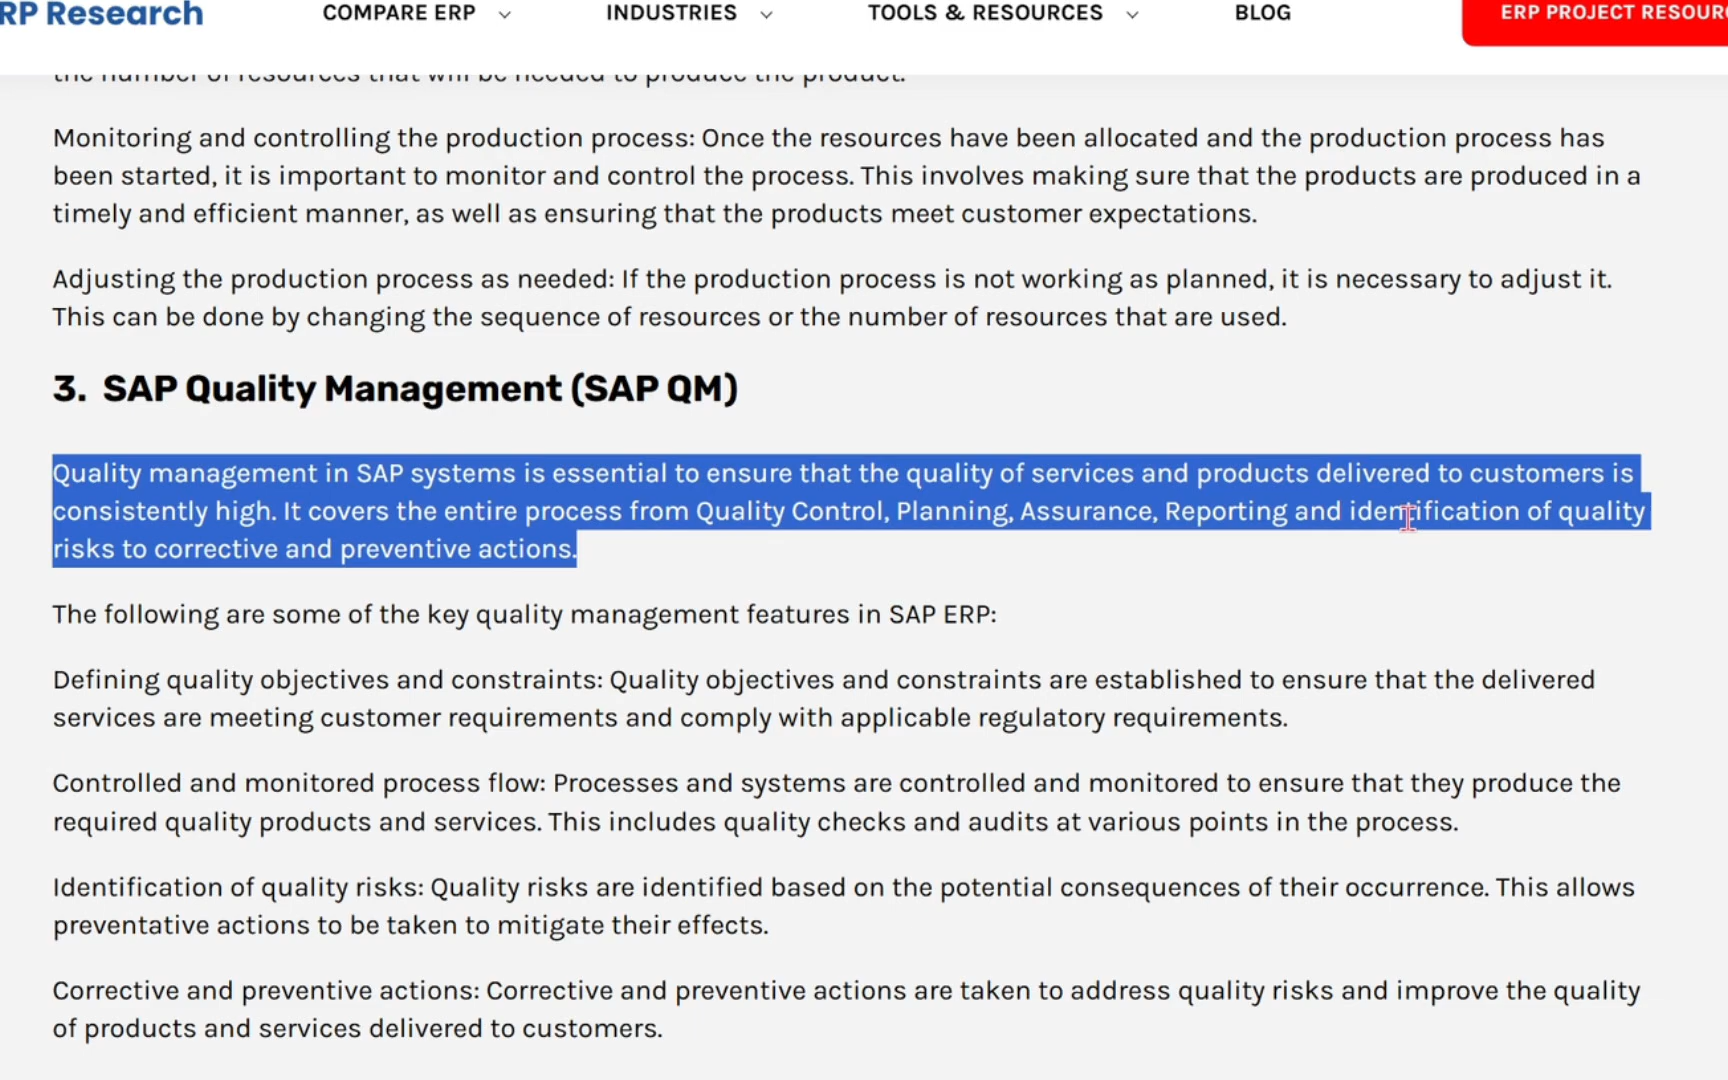 RP Research
COMPARE ERP
INDUSTRIES
TOOLS & RESOURCES
BLOG
ERP PROJECT
the number of resources that will be needed to produce the product.
Monitoring and controlling the production process: Once the resources have been allocated and the production process has
been started, it is important to monitor and control the process. This involves making sure that the products are produced in a
timely and efficient manner, as well as ensuring that the products meet customer expectations.
Adjusting the production process as needed: If the production process is not working as planned, it is necessary to adjust it.
This can be done by changing the sequence of resources or the number of resources that are used.
3. SAP Quality Management (SAP QM)
Quality management in SAP systems is essential to ensure that the quality of services and products delivered to customers is
consistently high. It covers the entire process from Quality Control, Planning, Assurance, Reporting and identification of quality
risks to corrective and preventive actions.
The following are some of the key quality management features in SAP ERP:
Defining quality objectives and constraints: Quality objectives and constraints are established to ensure that the delivered
services are meeting customer requirements and comply with applicable regulatory requirements.
Controlled and monitored process flow: Processes and systems are controlled and monitored to ensure that they produce the
required quality products and services. This includes quality checks and audits at various points in the process.
Identification of quality risks: Quality risks are identified based on the potential consequences of their occurrence. This allows
preventative actions to be taken to mitigate their effects.
Corrective and preventive actions: Corrective and preventive actions are taken to address quality risks and improve the quality
of products and services delivered to customers.